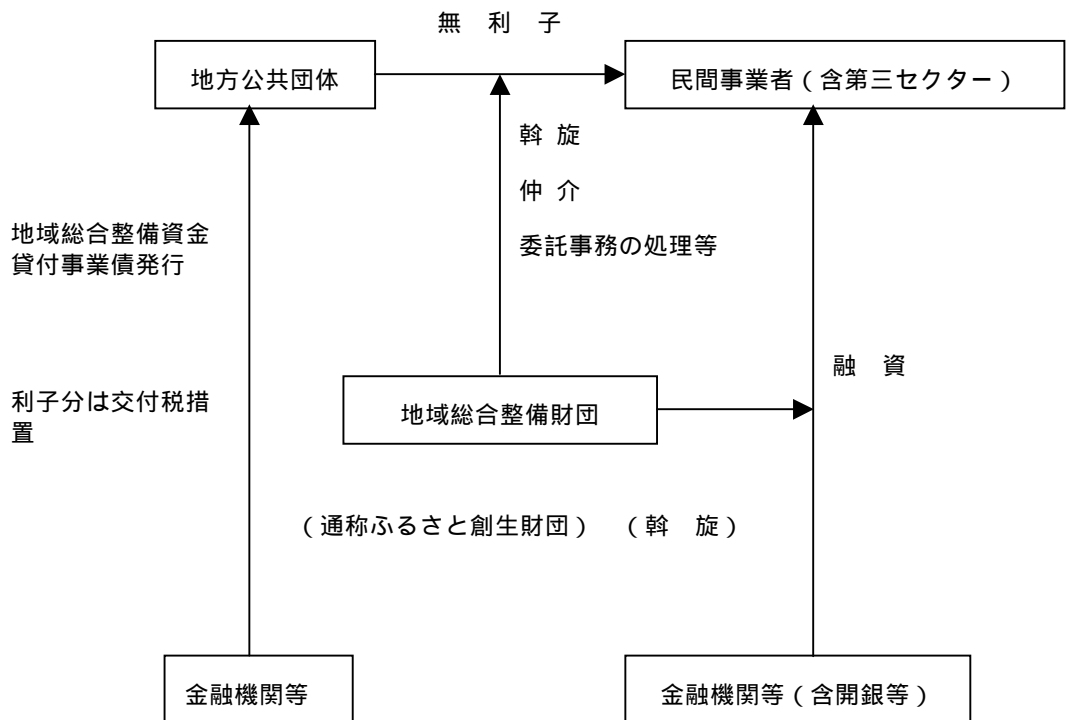 無 利 子
地方公共団体
民間事業者（含第三セクター）
斡 旋
仲 介
委託事務の処理等
地域総合整備資金
貸付事業債発行
融 資
利子分は交付税措
置
地域総合整備財団
（通称ふるさと創生財団） （斡 旋）
金融機関等
金融機関等（含開銀等）